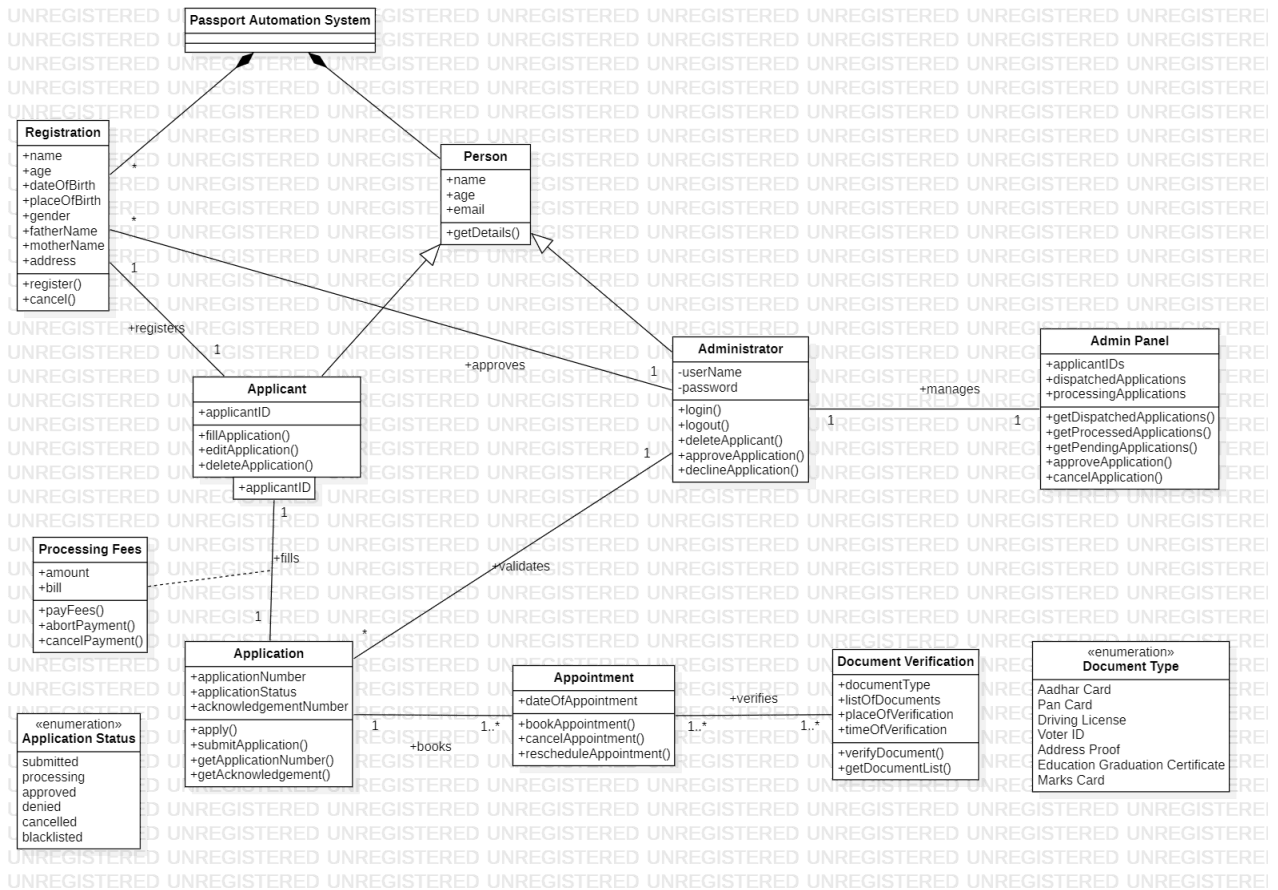 Passport Automation System
Registration
+name
+age
+dateOfBirth
+placeOfBirth
+gender
+fatherName
+motherName
+address
+register()
+cancel()
*
*
1
+registers
1
Person
+name
+age
+email
+getDetails()
+approves
1
Applicant
+applicantID
+fillApplication()
+editApplication()
+deleteApplication()
+applicantID
1
Administrator
-userName
-password
+login()
+logout()
+deleteApplicant()
+approveApplication()
+declineApplication()
1
+manages
1
1
Admin Panel
+applicantIDs
+dispatchedApplications
+processingApplications
+getDispatchedApplications()
+getProcessedApplications()
+getPendingApplications()
+approveApplication()
+cancelApplication()
Processing Fees
+amount
+bill
+payFees()
+abortPayment()
+cancelPayment()
+fills
1
+validates
*
Application
+applicationNumber
+applicationStatus
+acknowledgementNumber
+apply()
+submitApplication()
+getApplicationNumber()
+getAcknowledgement()
1
+books
1..*
Appointment
+dateOfAppointment
+bookAppointment()
+cancelAppointment()
+rescheduleAppointment()
+verifies
1..*
1..*
Document Verification
+documentType
+listOfDocuments
+placeOfVerification
+timeOfVerification
+verifyDocument()
+getDocumentList()
«enumeration»
Document Type
Aadhar Card
Pan Card
Driving License
Voter ID
Address Proof
Education Graduation Certificate
Marks Card
«enumeration»
Application Status
submitted
processing
approved
denied
cancelled
blacklisted
UNREGISTERED